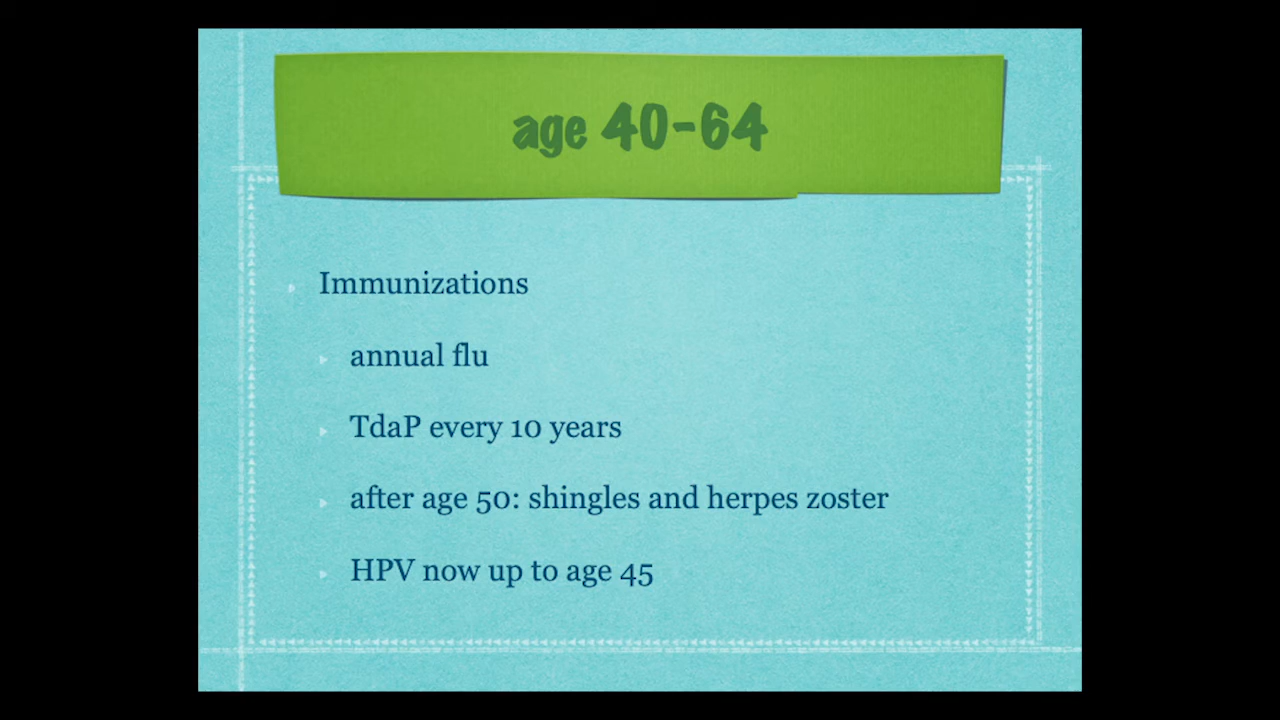 age 40-64
Immunizations
annual flu
TdaP every 10 years
after age 50: shingles and herpes zoster
HPV now up to age 45